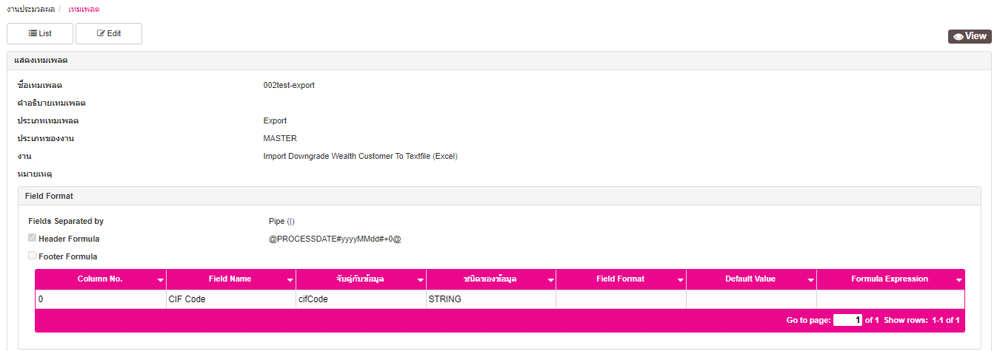 งานประมวลผล / เทมเพลต
List Edit
View
แสดงเทมเพลต
ชื่อเทมเพลต 002test-export
คำอธิบายเทมเพลต
ประเภทเทมเพลต Export
ประเภทของงาน MASTER
งาน Import Downgrade Wealth Customer To Textfile (Excel)
หมายเหตุ
Field Format
Fields Separated by Pipe (|)
Header Formula @PROCESSDATE#yyyyMMdd#+0@
Footer Formula
Column No. Field Name จับคู่กับข้อมูล ชนิดของข้อมูล Field Format Default Value Formula Expression
0 CIF Code cifCode STRING
Go to page: 1 of 1 Show rows: 1-1 of 1